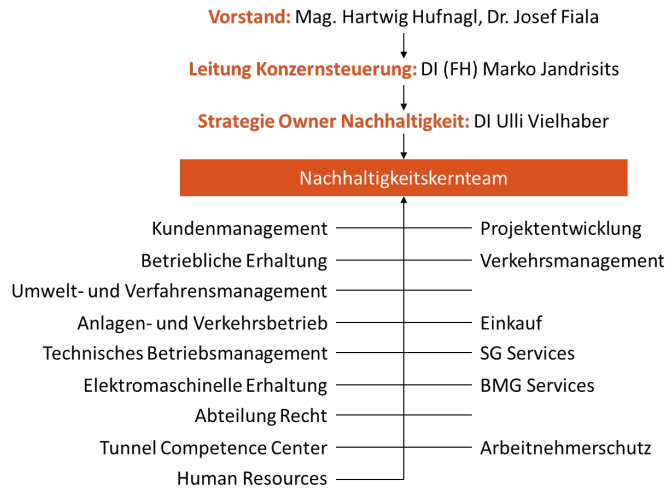 Vorstand: Mag. Hartwig Hufnagl, Dr. Josef Fiala
Leitung Konzernsteuerung: DI (FH) Marko Jandrisits
Strategie Owner Nachhaltigkeit: DI Ulli Vielhaber
Nachhaltigkeitskernteam
Kundenmanagement Projektentwicklung
Betriebliche Erhaltung Verkehrsmanagement
Umwelt- und Verfahrensmanagement
Anlagen- und Verkehrsbetrieb Einkauf
Technisches Betriebsmanagement SG Services
Elektromaschinelle Erhaltung BMG Services
Abteilung Recht
Tunnel Competence Center Arbeitnehmerschutz
Human Resources